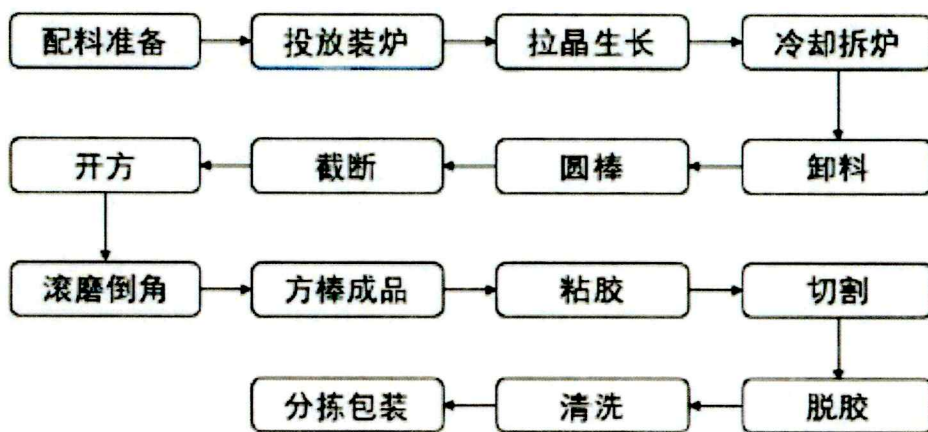 配料准备
投放装炉
拉晶生长
冷却拆炉
卸料
圆棒
截断
开方
滚磨倒角
方棒成品
粘胶
切割
脱胶
清洗
分拣包装